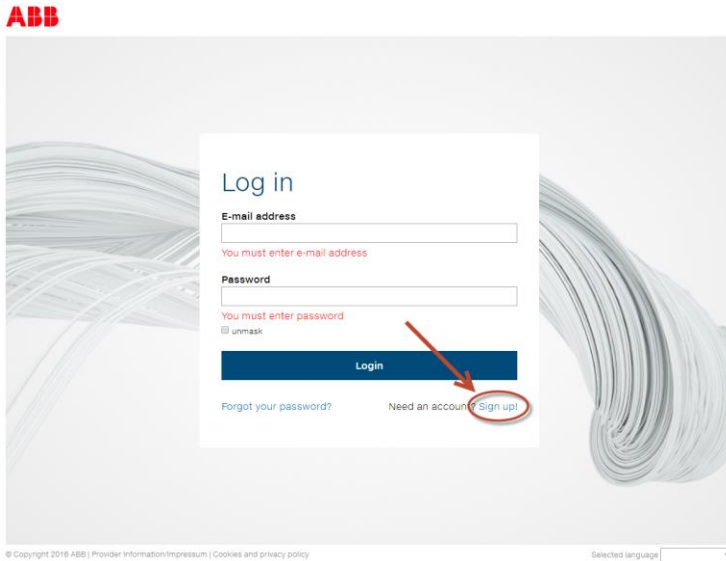 ABB
Log in
E-mail address
You must enter e-mail address
Password
You must enter password
unmask
Login
Forgot your password? Need an account? Sign up!
© Copyright 2016 ABB | Provider information/Impressum | Cookies and privacy policy Selected language